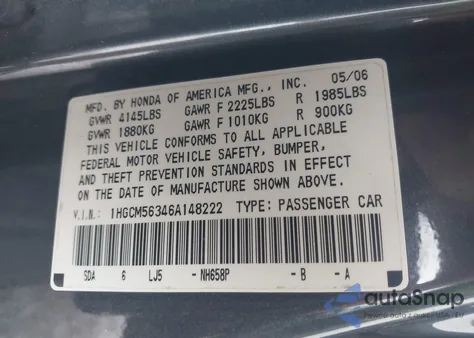 MFD. BY HONDA OF AMERICA MFG., INC. 05/06
GVWR 4145LBS GAWR F 2225LBS R 1985LBS
GVWR 1880KG GAWR F 1010KG R 900KG
THIS VEHICLE CONFORMS TO ALL APPLICABLE
FEDERAL MOTOR VEHICLE SAFETY, BUMPER,
AND THEFT PREVENTION STANDARDS IN EFFECT
ON THE DATE OF MANUFACTURE SHOWN ABOVE.
V.I.N.: 1HGCM56346A148222 TYPE: PASSENGER CAR
SDA 6 LJ5 -NH658P -B -A
autoSnap